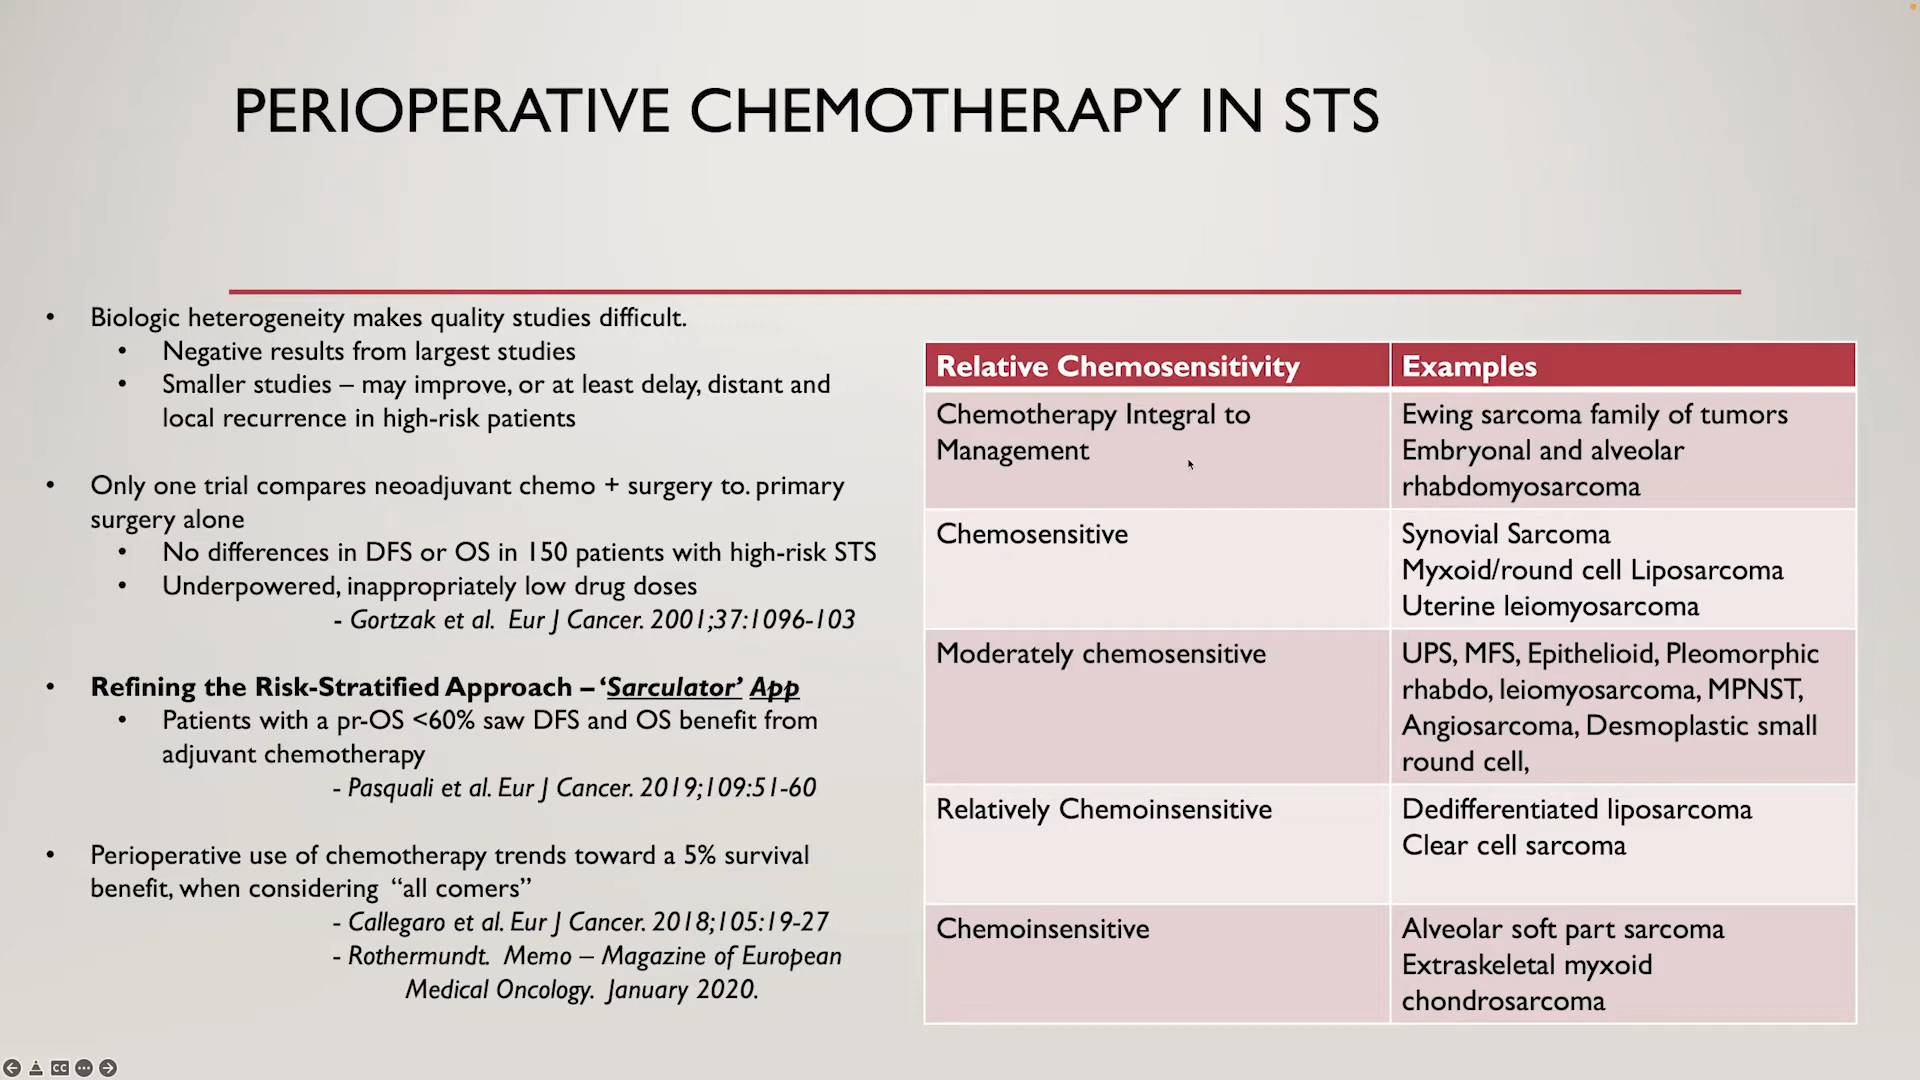 PERIOPERATIVE CHEMOTHERAPY IN STS
• Biologic heterogeneity makes quality studies difficult.
• Negative results from largest studies
• Smaller studies – may improve, or at least delay, distant and
local recurrence in high-risk patients
• Only one trial compares neoadjuvant chemo + surgery to. primary
surgery alone
• No differences in DFS or OS in 150 patients with high-risk STS
• Underpowered, inappropriately low drug doses
- Gortzak et al. Eur J Cancer. 2001;37:1096-103
• Refining the Risk-Stratified Approach – ‘Sarculator’ App
• Patients with a pr-OS <60% saw DFS and OS benefit from
adjuvant chemotherapy
- Pasquali et al. Eur J Cancer. 2019;109:51-60
• Perioperative use of chemotherapy trends toward a 5% survival
benefit, when considering “all comers”
- Callegaro et al. Eur J Cancer. 2018;105:19-27
- Rothermundt. Memo – Magazine of European
Medical Oncology. January 2020.
Relative Chemosensitivity
Examples
Chemotherapy Integral to
Management
Ewing sarcoma family of tumors
Embryonal and alveolar
rhabdomyosarcoma
Chemosensitive
Synovial Sarcoma
Myxoid/round cell Liposarcoma
Uterine leiomyosarcoma
Moderately chemosensitive
UPS, MFS, Epithelioid, Pleomorphic
rhabdo, leiomyosarcoma, MPNST,
Angiosarcoma, Desmoplastic small
round cell,
Relatively Chemoinsensitive
Dedifferentiated liposarcoma
Clear cell sarcoma
Chemoinsensitive
Alveolar soft part sarcoma
Extraskeletal myxoid
chondrosarcoma
CC